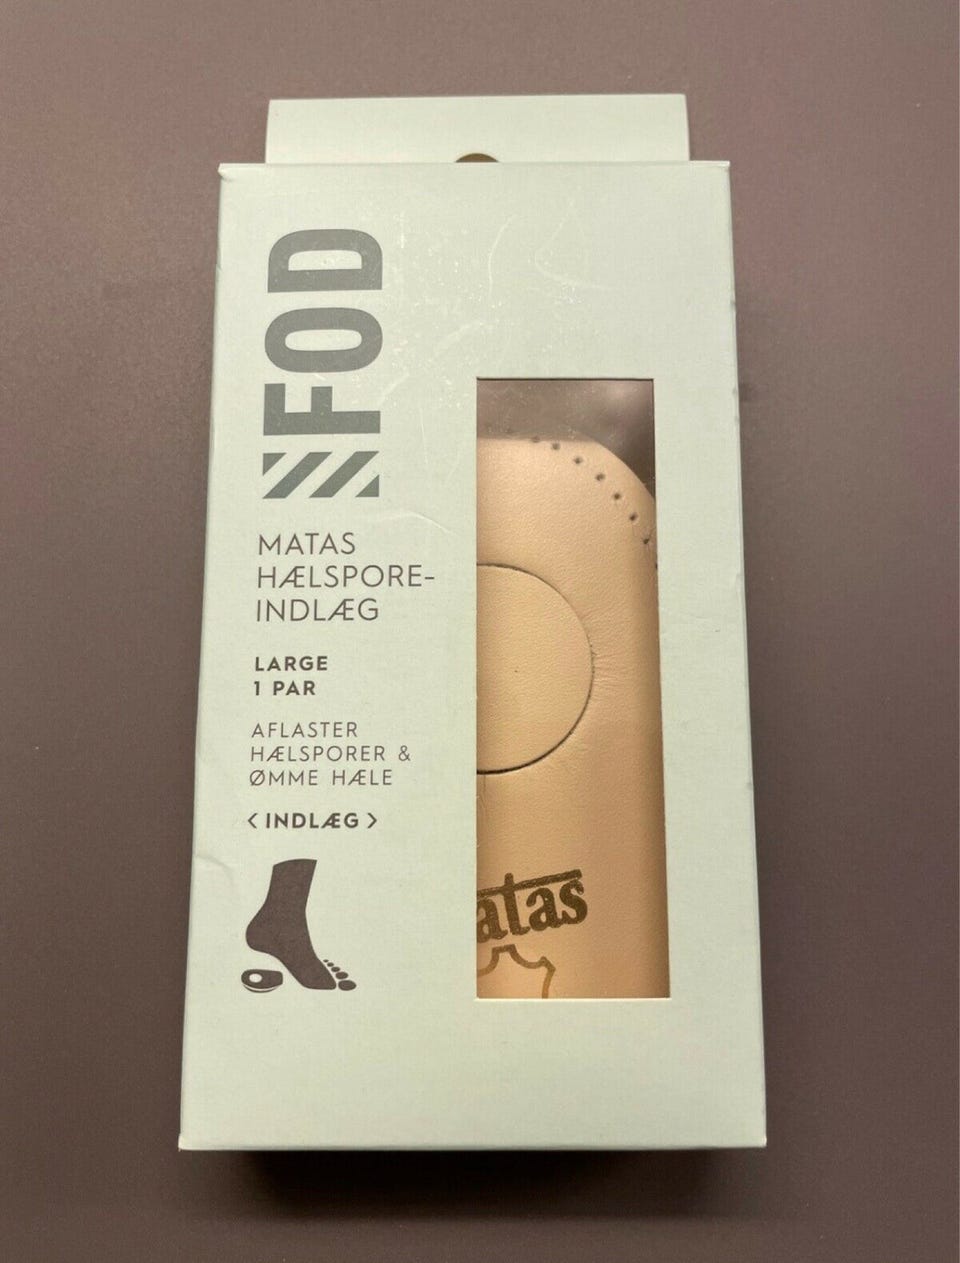 FOD
MATAS
HÆLSPORE-
INDLÆG
LARGE
1 PAR
AFLASTER
HÆLSPORER &
ØMME HÆLE
<INDLÆG>
atas